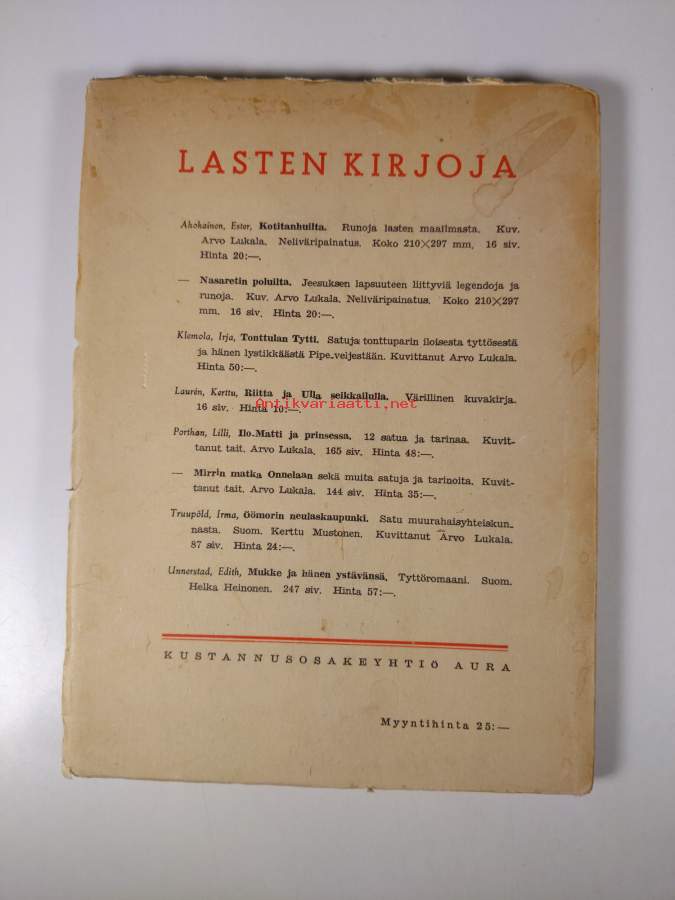 LASTEN KIRJOJA
Ahokainen, Ester, Kotitanhuilta. Runoja lasten maailmasta. Kuv.
Arvo Lukala. Neliväripainatus. Koko 210×297 mm, 16 siv.
Hinta 20:—.
— Nasaretin poluilta. Jeesuksen lapsuuteen liittyviä legendoja ja
runoja. Kuv. Arvo Lukala. Neliväripainatus. Koko 210×297
mm. 16 siv. Hinta 20:—.
Klemola, Irja, Tonttulan Tytti. Satuja tonttuparin iloisesta tyttösestä
ja hänen lystikkäästä Pipe-veljestään. Kuvittanut Arvo Lukala.
Hinta 50:—.
Laurén, Kerttu, Riitta ja Ulla seikkailulla. Värillinen kuvakirja.
16 siv. Hinta 10:—.
Antikvariaatti.net
Porthan, Lilli, Ilo-Matti ja prinsessa. 12 satua ja tarinaa. Kuvit-
tanut tait. Arvo Lukala. 165 siv. Hinta 48:—.
— Mirrin matka Onnelaan sekä muita satuja ja tarinoita. Kuvit-
tanut tait. Arvo Lukala. 144 siv. Hinta 35:—.
Truupöld, Irma, Öömorin neulaskaupunki. Satu muurahaisyhteiskun-
nasta. Suom. Kerttu Mustonen. Kuvittanut Arvo Lukala.
87 siv. Hinta 24:—.
Unnerstad, Edith, Mukke ja hänen ystävänsä. Tyttöromaani. Suom.
Helka Heinonen. 247 siv. Hinta 57:—.
KUSTANNUSOSAKEYHTIÖ AURA
Myyntihinta 25:—